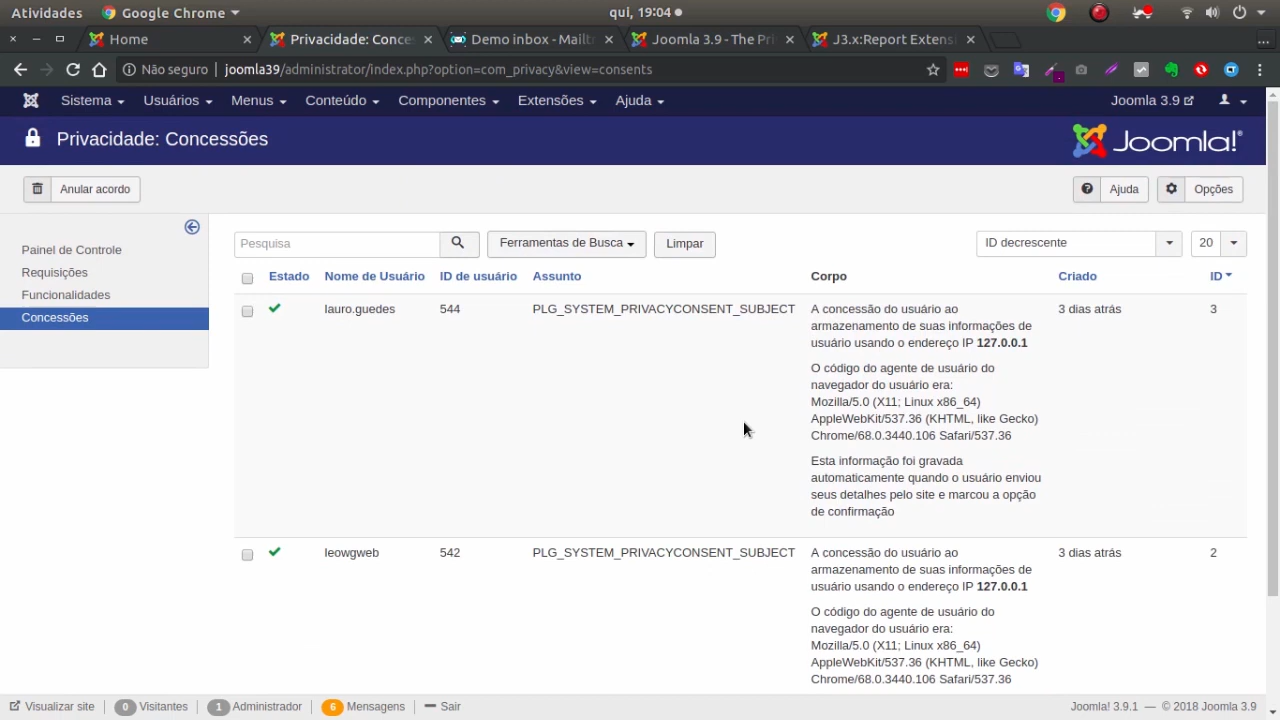 Atividades Google Chrome qui, 19:04
Home Privacidade: Conce Demo inbox - Mailt Joomla 3.9 - The Pri J3.x:Report Extens
Não seguro joomla39/administrator/index.php?option=com_privacy&view=consents
Sistema Usuários Menus Conteúdo Componentes Extensões Ajuda Joomla 3.9
Privacidade: Concessões Joomla!®
Anular acordo Ajuda Opções
Painel de Controle
Requisições
Funcionalidades
Concessões
Pesquisa Ferramentas de Busca Limpar ID decrescente 20
Estado Nome de Usuário ID de usuário Assunto Corpo Criado ID
lauro.guedes 544 PLG_SYSTEM_PRIVACYCONSENT_SUBJECT A concessão do usuário ao 3 dias atrás 3
armazenamento de suas informações de
usuário usando o endereço IP 127.0.0.1
O código do agente de usuário do
navegador do usuário era:
Mozilla/5.0 (X11; Linux x86_64)
AppleWebKit/537.36 (KHTML, like Gecko)
Chrome/68.0.3440.106 Safari/537.36
Esta informação foi gravada
automaticamente quando o usuário enviou
seus detalhes pelo site e marcou a opção
de confirmação
leowgweb 542 PLG_SYSTEM_PRIVACYCONSENT_SUBJECT A concessão do usuário ao 3 dias atrás 2
armazenamento de suas informações de
usuário usando o endereço IP 127.0.0.1
O código do agente de usuário do
navegador do usuário era:
Mozilla/5.0 (X11; Linux x86_64)
AppleWebKit/537.36 (KHTML, like Gecko)
Chrome/68.0.3440.106 Safari/537.36
Visualizar site 0 Visitantes 1 Administrador 6 Mensagens Sair Joomla! 3.9.1 — © 2018 Joomla 3.9